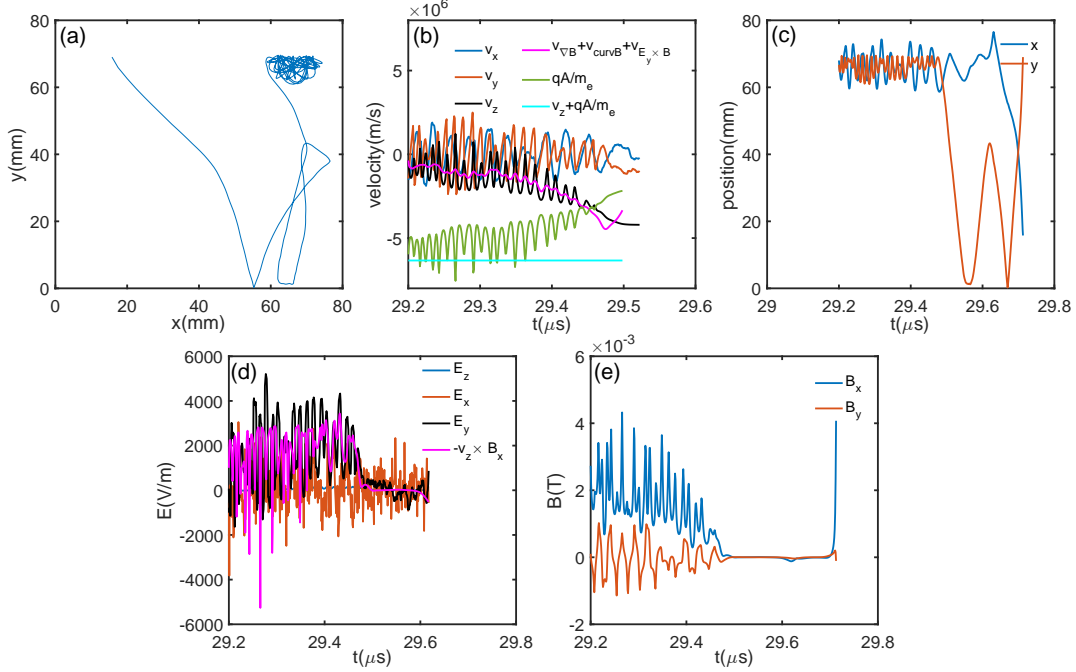 (a)
y(mm)
80
60
40
20
0
0 20 40 60 80
x(mm)
(b)
×10⁶
velocity(m/s)
5
0
-5
v_x
v_y
v_z
v_∇B+v_curvB+v_E_y×B
qA/m_e
v_z+qA/m_e
29.2 29.3 29.4 29.5 29.6
t(μs)
(c)
position(mm)
80
60
40
20
0
x
y
29 29.2 29.4 29.6 29.8
t(μs)
(d)
E(V/m)
6000
4000
2000
0
-2000
-4000
-6000
E_z
E_x
E_y
-v_z× B_x
29.2 29.4 29.6 29.8
t(μs)
(e)
×10⁻³
B(T)
6
4
2
0
-2
B_x
B_y
29.2 29.4 29.6 29.8
t(μs)